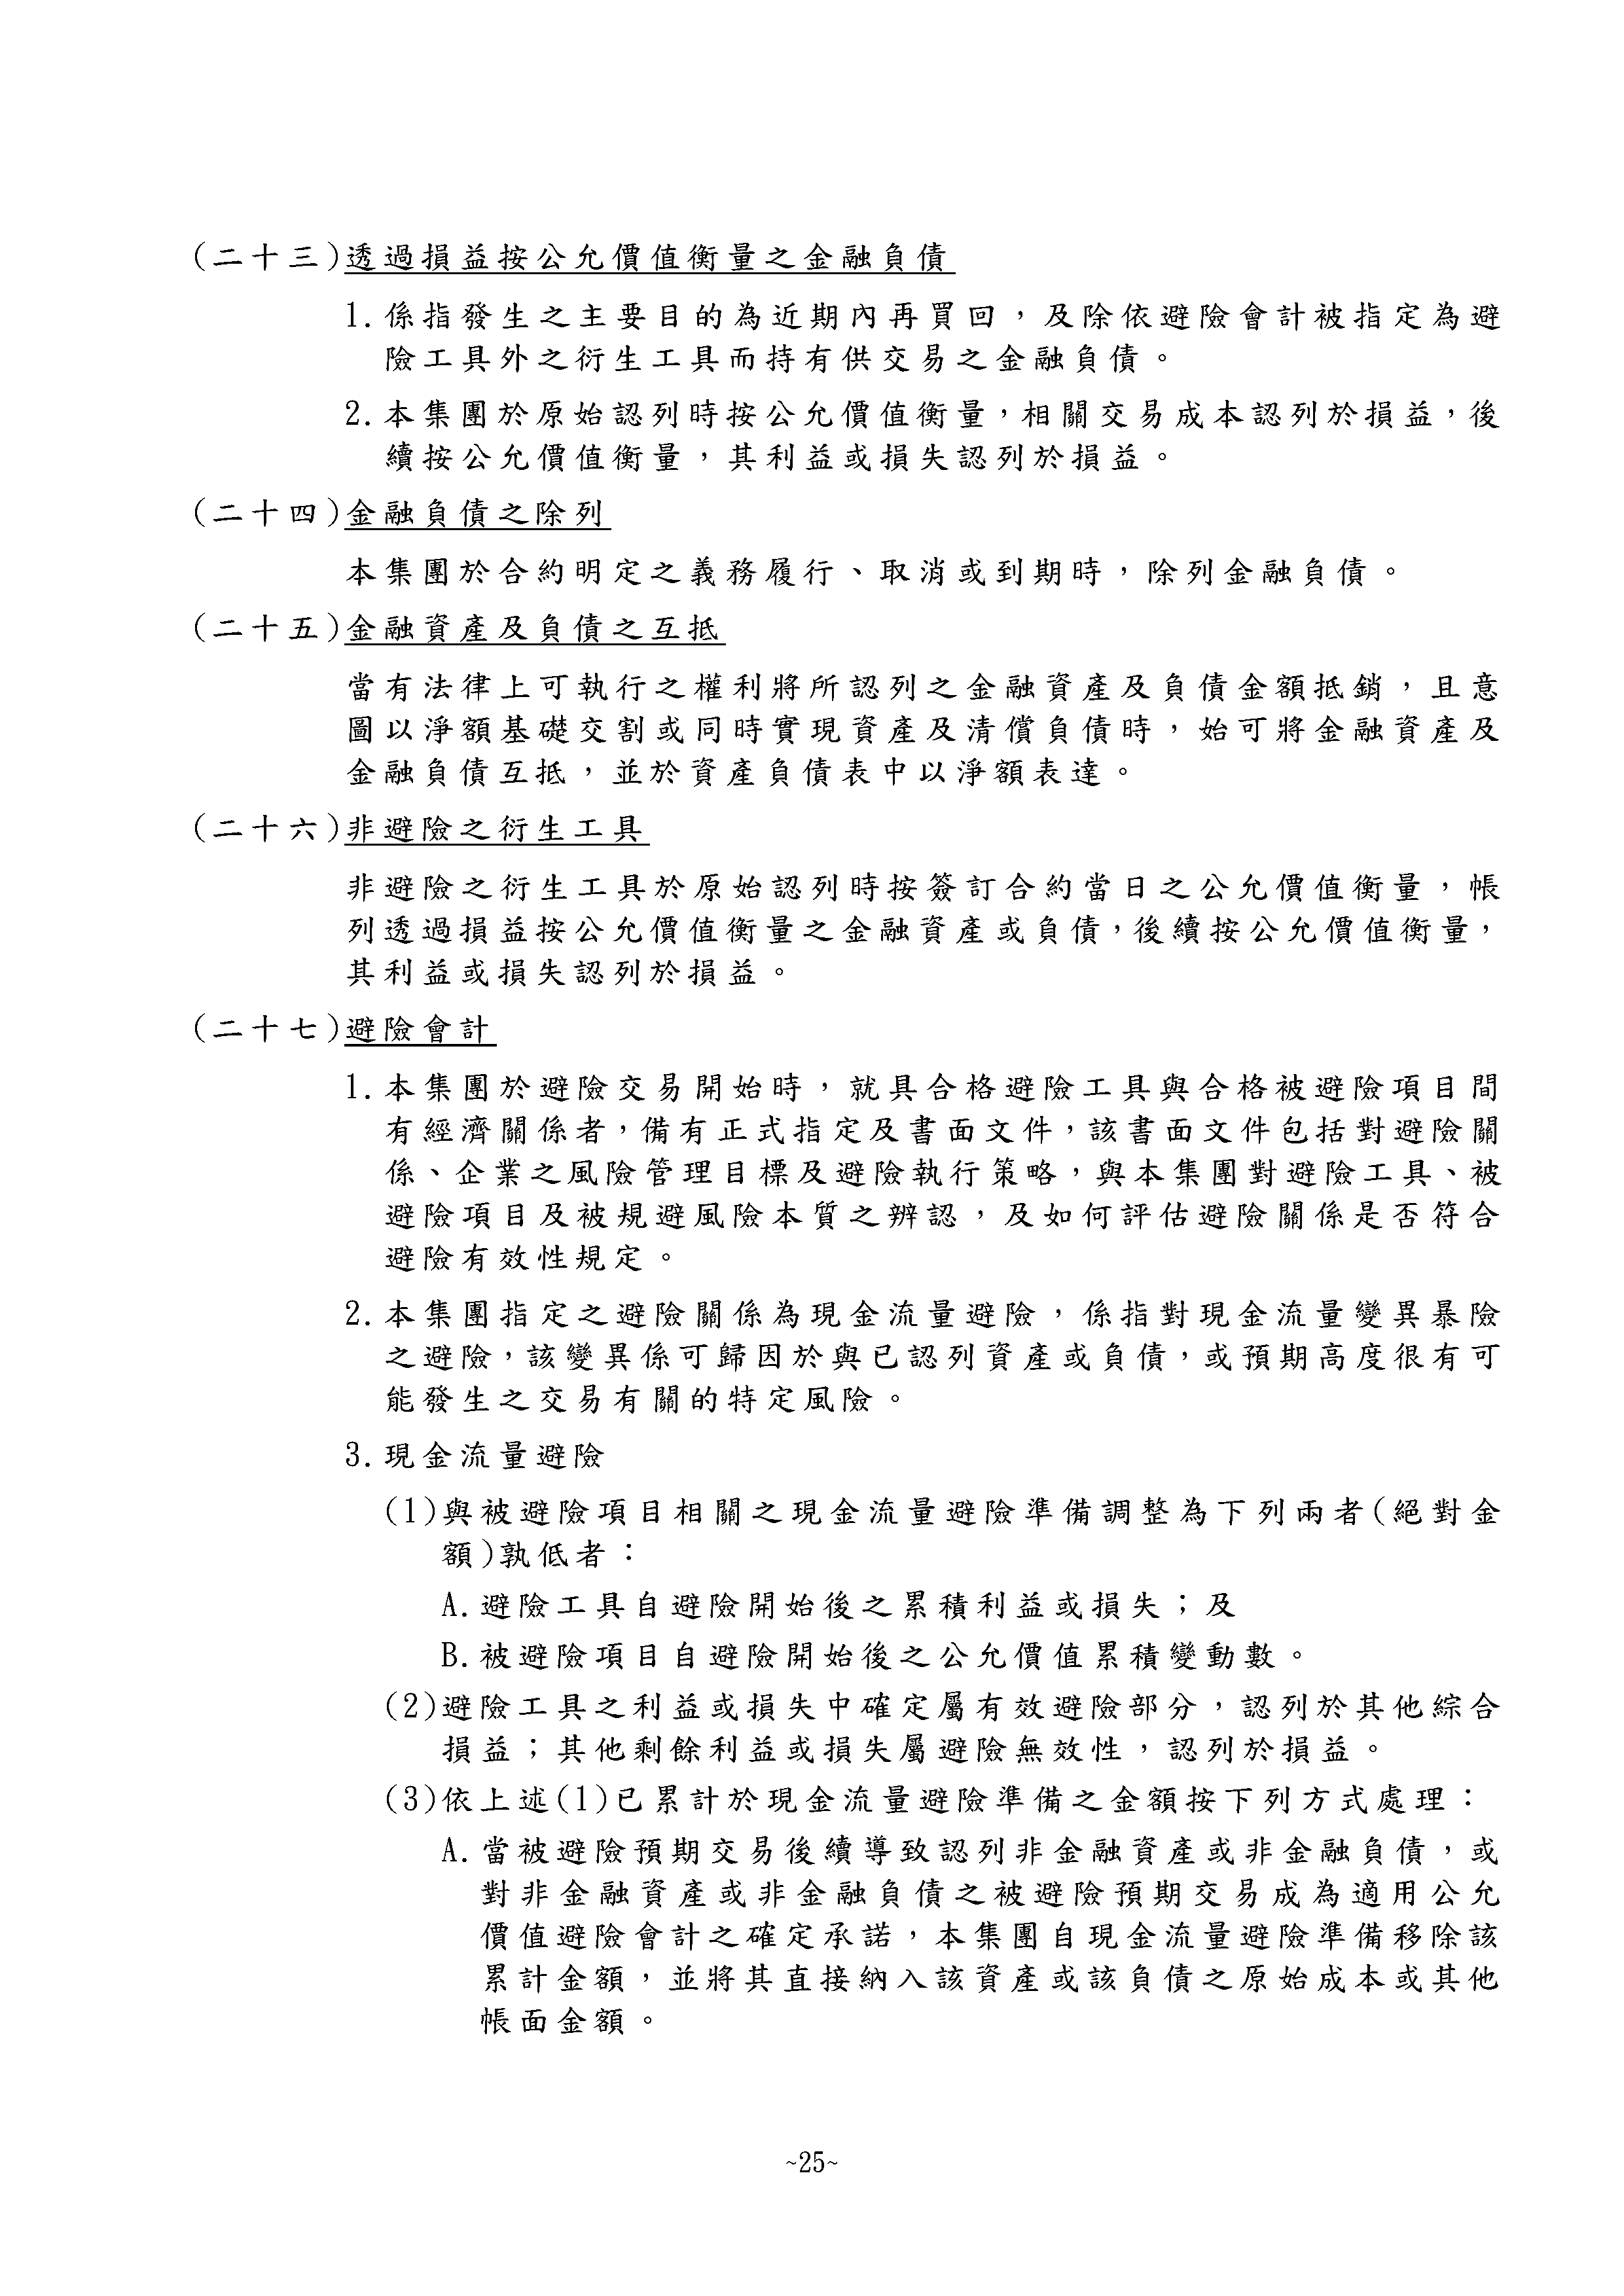 (二十三)透過損益按公允價值衡量之金融負債
1.係指發生之主要目的為近期內再買回，及除依避險會計被指定為避
險工具外之衍生工具而持有供交易之金融負債。
2.本集團於原始認列時按公允價值衡量，相關交易成本認列於損益，後
續按公允價值衡量，其利益或損失認列於損益。
(二十四)金融負債之除列
本集團於合約明定之義務履行、取消或到期時，除列金融負債。
(二十五)金融資產及負債之互抵
當有法律上可執行之權利將所認列之金融資產及負債金額抵銷，且意
圖以淨額基礎交割或同時實現資產及清償負債時，始可將金融資產及
金融負債互抵，並於資產負債表中以淨額表達。
(二十六)非避險之衍生工具
非避險之衍生工具於原始認列時按簽訂合約當日之公允價值衡量，帳
列透過損益按公允價值衡量之金融資產或負債，後續按公允價值衡量，
其利益或損失認列於損益。
(二十七)避險會計
1.本集團於避險交易開始時，就具合格避險工具與合格被避險項目間
有經濟關係者，備有正式指定及書面文件，該書面文件包括對避險關
係、企業之風險管理目標及避險執行策略，與本集團對避險工具、被
避險項目及被規避風險本質之辨認，及如何評估避險關係是否符合
避險有效性規定。
2.本集團指定之避險關係為現金流量避險，係指對現金流量變異暴險
之避險，該變異係可歸因於與已認列資產或負債，或預期高度很有可
能發生之交易有關的特定風險。
3.現金流量避險
(1)與被避險項目相關之現金流量避險準備調整為下列兩者(絕對金
額)孰低者：
A.避險工具自避險開始後之累積利益或損失；及
B.被避險項目自避險開始後之公允價值累積變動數。
(2)避險工具之利益或損失中確定屬有效避險部分，認列於其他綜合
損益；其他剩餘利益或損失屬避險無效性，認列於損益。
(3)依上述(1)已累計於現金流量避險準備之金額按下列方式處理：
A.當被避險預期交易後續導致認列非金融資產或非金融負債，或
對非金融資產或非金融負債之被避險預期交易成為適用公允
價值避險會計之確定承諾，本集團自現金流量避險準備移除該
累計金額，並將其直接納入該資產或該負債之原始成本或其他
帳面金額。
~25~